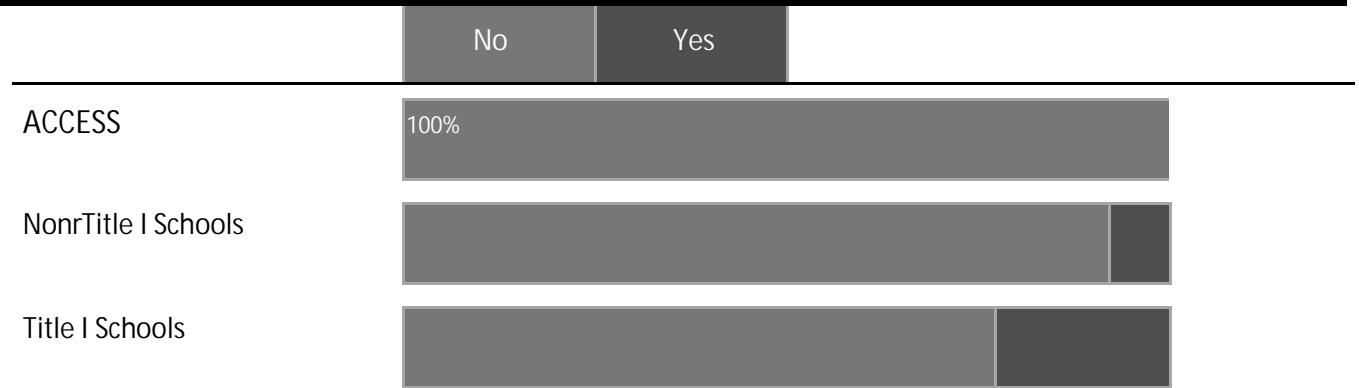 No Yes
ACCESS 100%
NonrTitle I Schools
Title I Schools